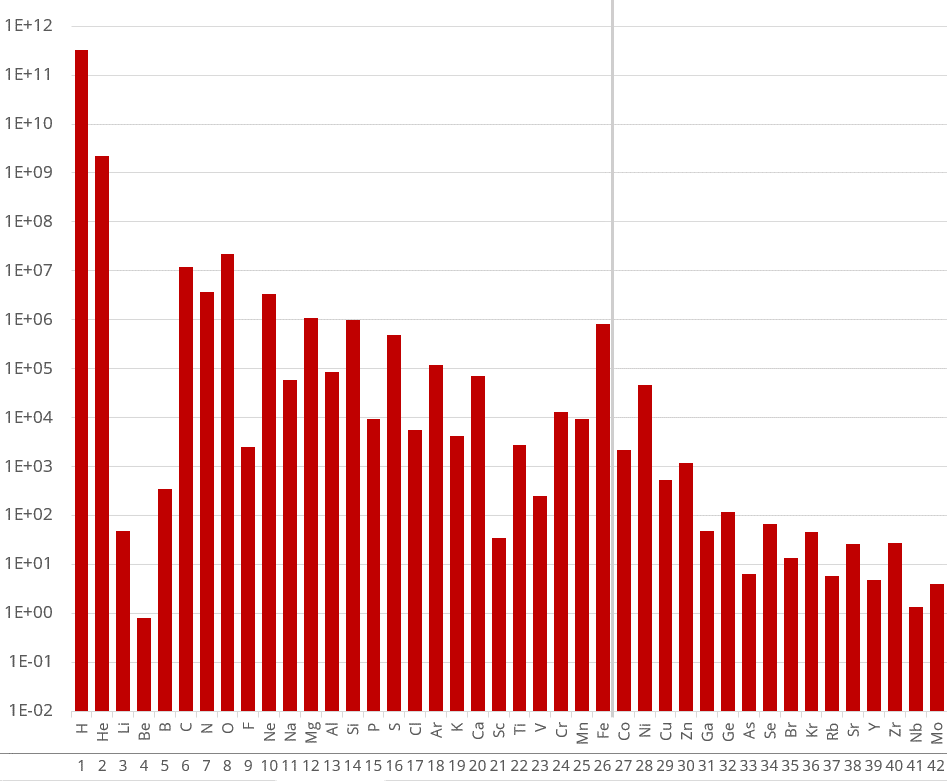 1E+12
1E+11
1E+10
1E+09
1E+08
1E+07
1E+06
1E+05
1E+04
1E+03
1E+02
1E+01
1E+00
1E-01
1E-02
H He Li Be B C N O F Ne Na Mg Al Si P S Cl Ar K Ca Sc Ti V Cr Mn Fe Co Ni Cu Zn Ga Ge As Se Br Kr Rb Sr Y Zr Nb Mo
1 2 3 4 5 6 7 8 9 10 11 12 13 14 15 16 17 18 19 20 21 22 23 24 25 26 27 28 29 30 31 32 33 34 35 36 37 38 39 40 41 42